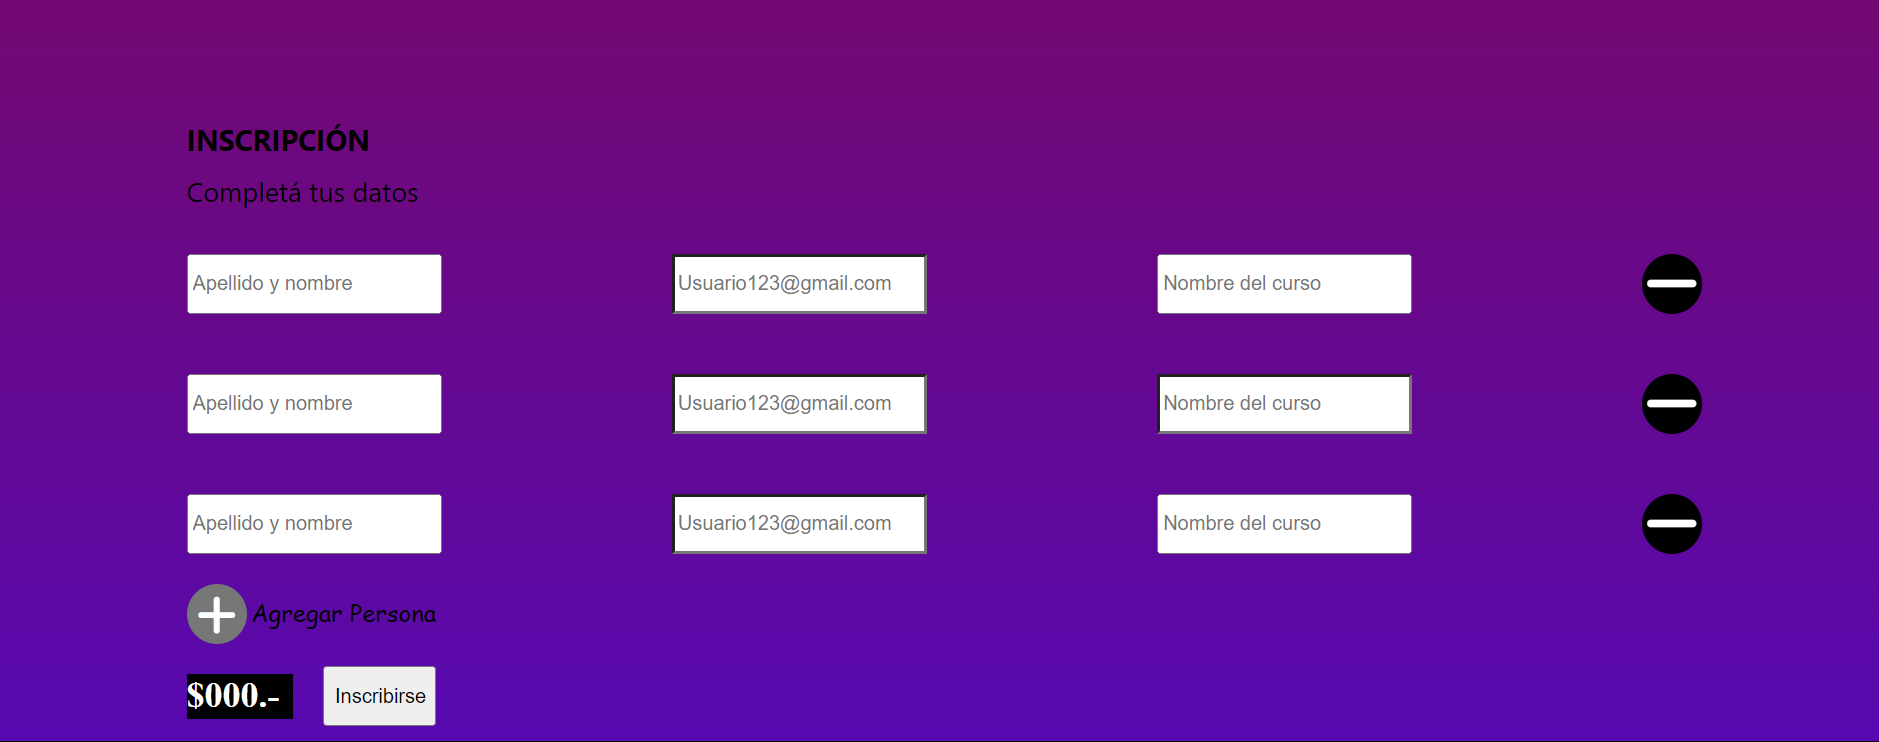 INSCRIPCIÓN
Completá tus datos
Apellido y nombre Usuario123@gmail.com Nombre del curso
Apellido y nombre Usuario123@gmail.com Nombre del curso
Apellido y nombre Usuario123@gmail.com Nombre del curso
Agregar Persona
$000.- Inscribirse